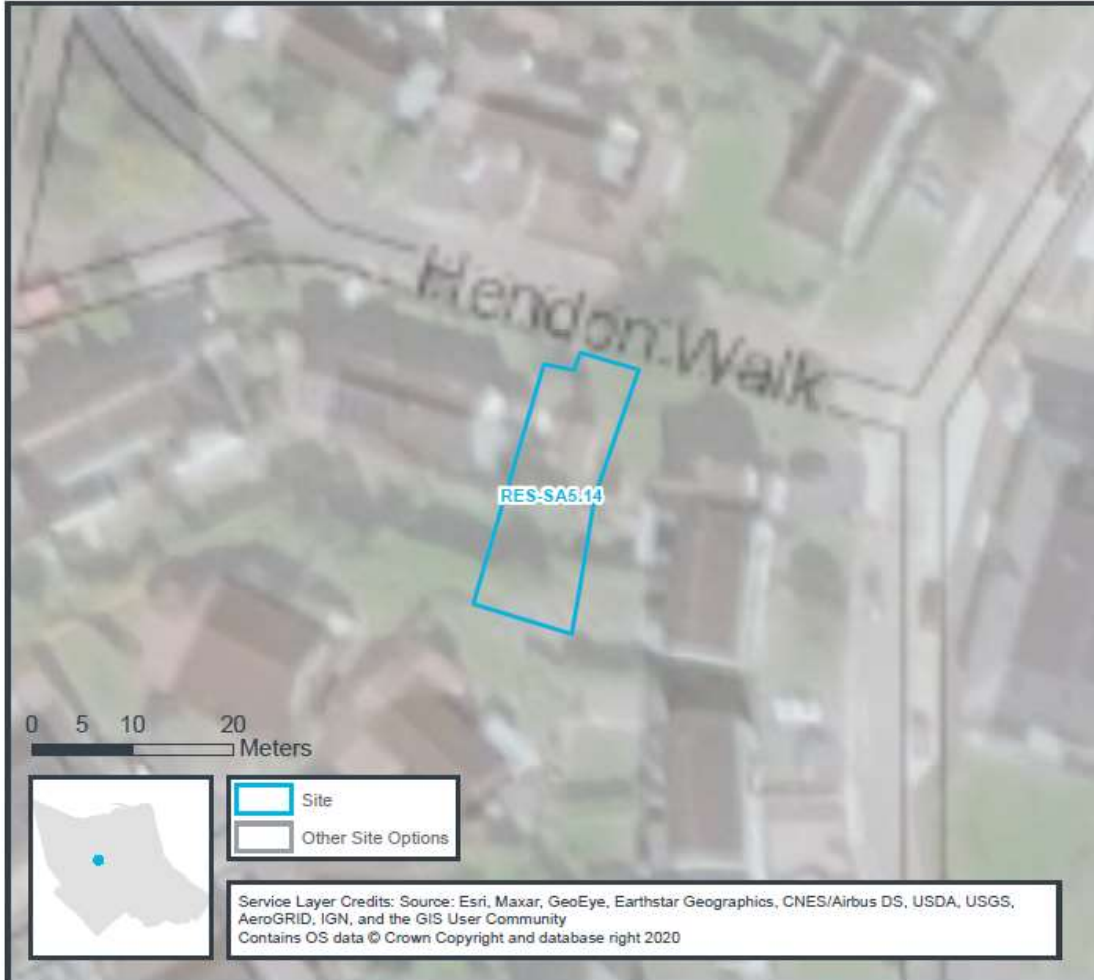 Hendon Walk
RES-SA5.14
0 5 10 20
Meters
Site
Other Site Options
Service Layer Credits: Source: Esri, Maxar, GeoEye, Earthstar Geographics, CNES/Airbus DS, USDA, USGS,
AeroGRID, IGN, and the GIS User Community
Contains OS data © Crown Copyright and database right 2020